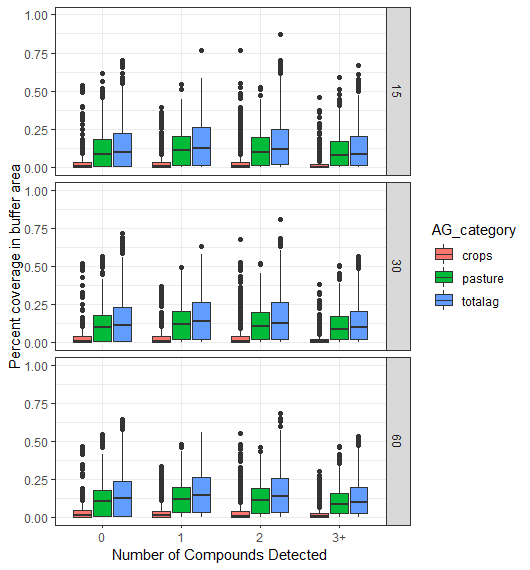 Percent coverage in buffer area
1.00
0.75
0.50
0.25
0.00
15
1.00
0.75
0.50
0.25
0.00
30
1.00
0.75
0.50
0.25
0.00
60
0 1 2 3+
Number of Compounds Detected
AG_category
crops
pasture
totalag